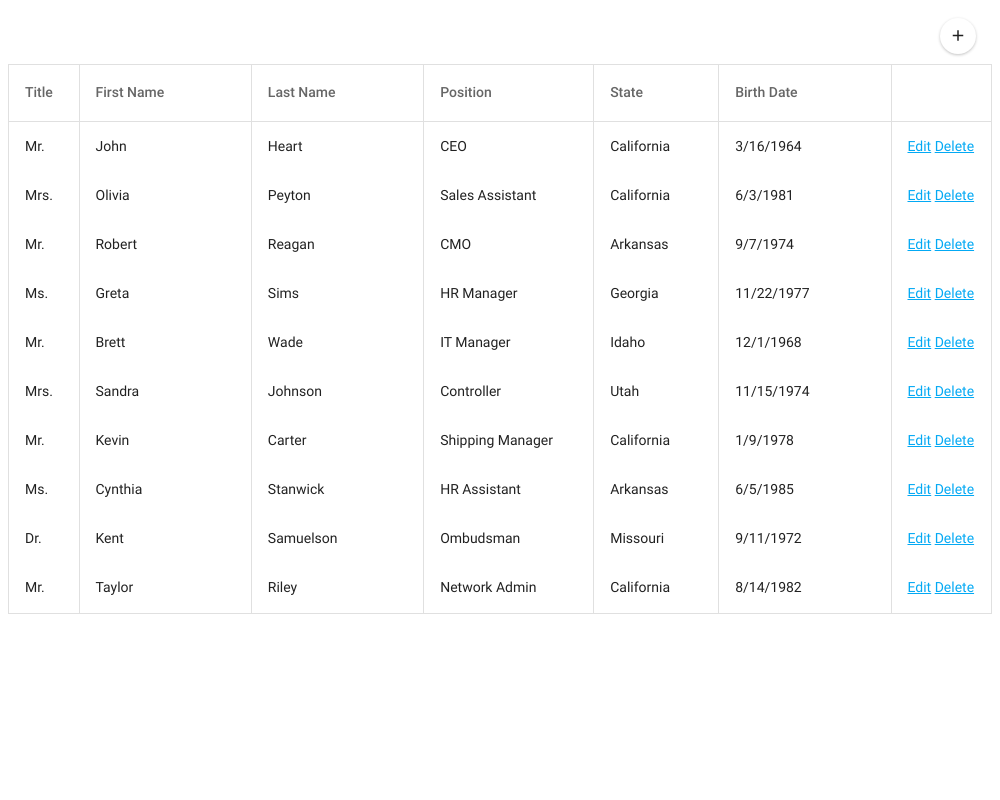 +
Title First Name Last Name Position State Birth Date
Mr. John Heart CEO California 3/16/1964 Edit Delete
Mrs. Olivia Peyton Sales Assistant California 6/3/1981 Edit Delete
Mr. Robert Reagan CMO Arkansas 9/7/1974 Edit Delete
Ms. Greta Sims HR Manager Georgia 11/22/1977 Edit Delete
Mr. Brett Wade IT Manager Idaho 12/1/1968 Edit Delete
Mrs. Sandra Johnson Controller Utah 11/15/1974 Edit Delete
Mr. Kevin Carter Shipping Manager California 1/9/1978 Edit Delete
Ms. Cynthia Stanwick HR Assistant Arkansas 6/5/1985 Edit Delete
Dr. Kent Samuelson Ombudsman Missouri 9/11/1972 Edit Delete
Mr. Taylor Riley Network Admin California 8/14/1982 Edit Delete